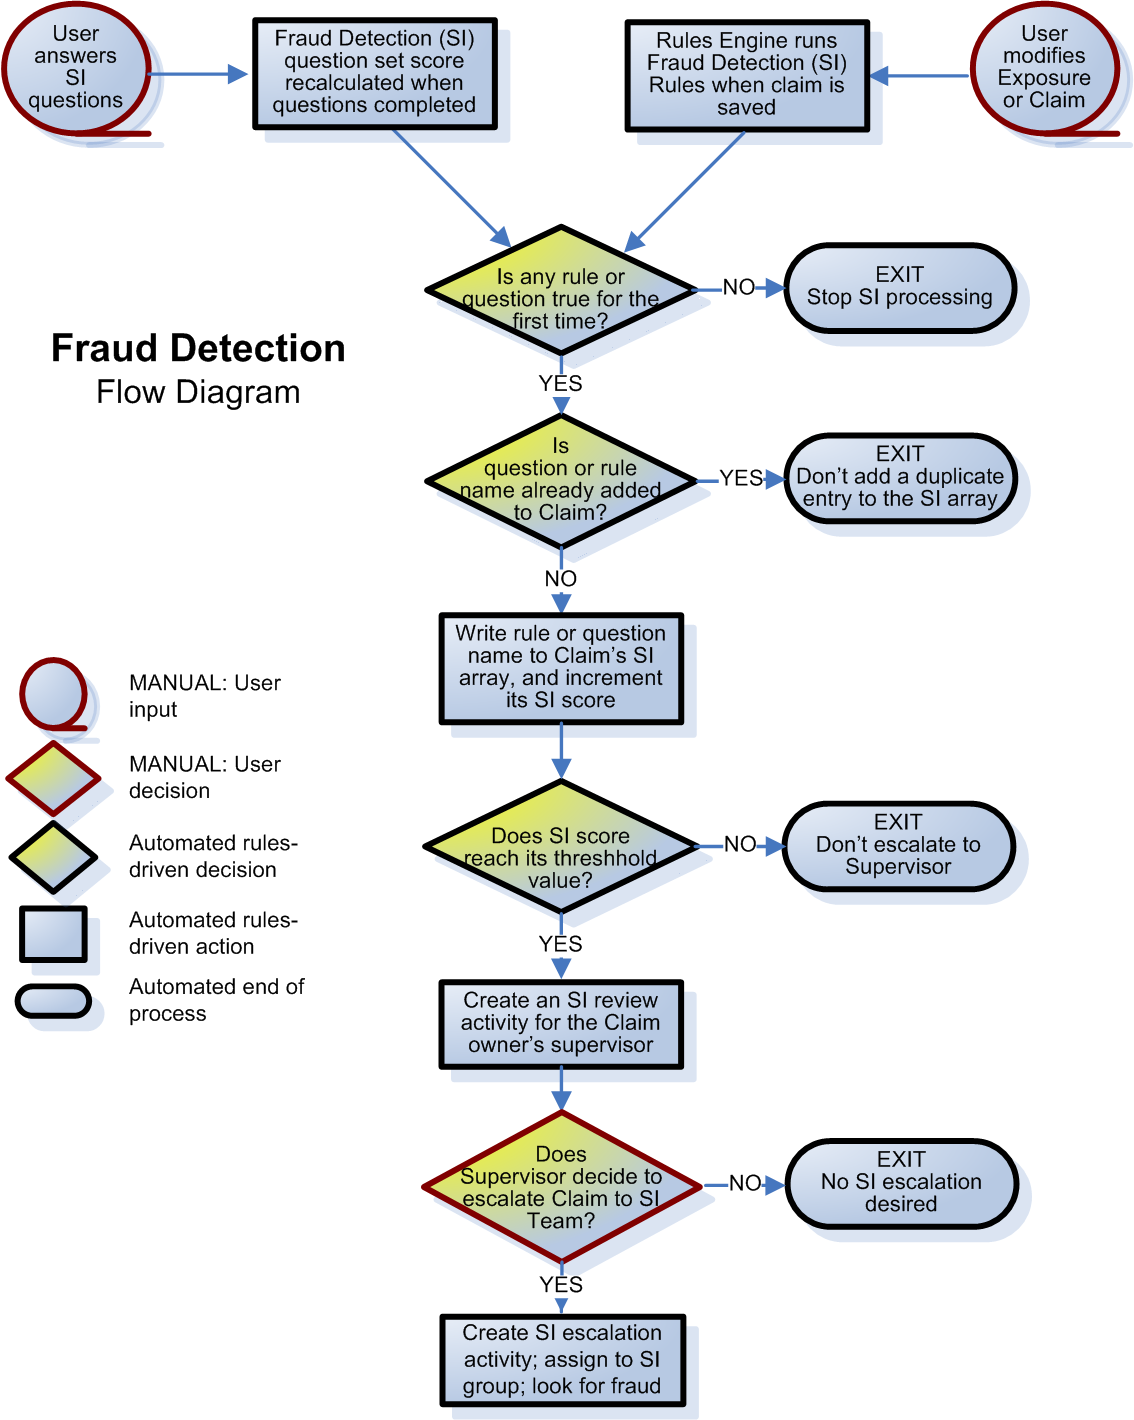 User
answers
SI
questions
Fraud Detection (SI)
question set score
recalculated when
questions completed
Rules Engine runs
Fraud Detection (SI)
Rules when claim is
saved
User
modifies
Exposure
or Claim
Is any rule or
question true for the
first time?
NO
EXIT
Stop SI processing
Fraud Detection
Flow Diagram
YES
Is
question or rule
name already added
to Claim?
YES
EXIT
Don't add a duplicate
entry to the SI array
NO
Write rule or question
name to Claim's SI
array, and increment
its SI score
MANUAL: User
input
MANUAL: User
decision
Automated rules-
driven decision
Automated rules-
driven action
Automated end of
process
Does SI score
reach its threshhold
value?
NO
EXIT
Don't escalate to
Supervisor
YES
Create an SI review
activity for the Claim
owner's supervisor
Does
Supervisor decide to
escalate Claim to SI
Team?
NO
EXIT
No SI escalation
desired
YES
Create SI escalation
activity; assign to SI
group; look for fraud